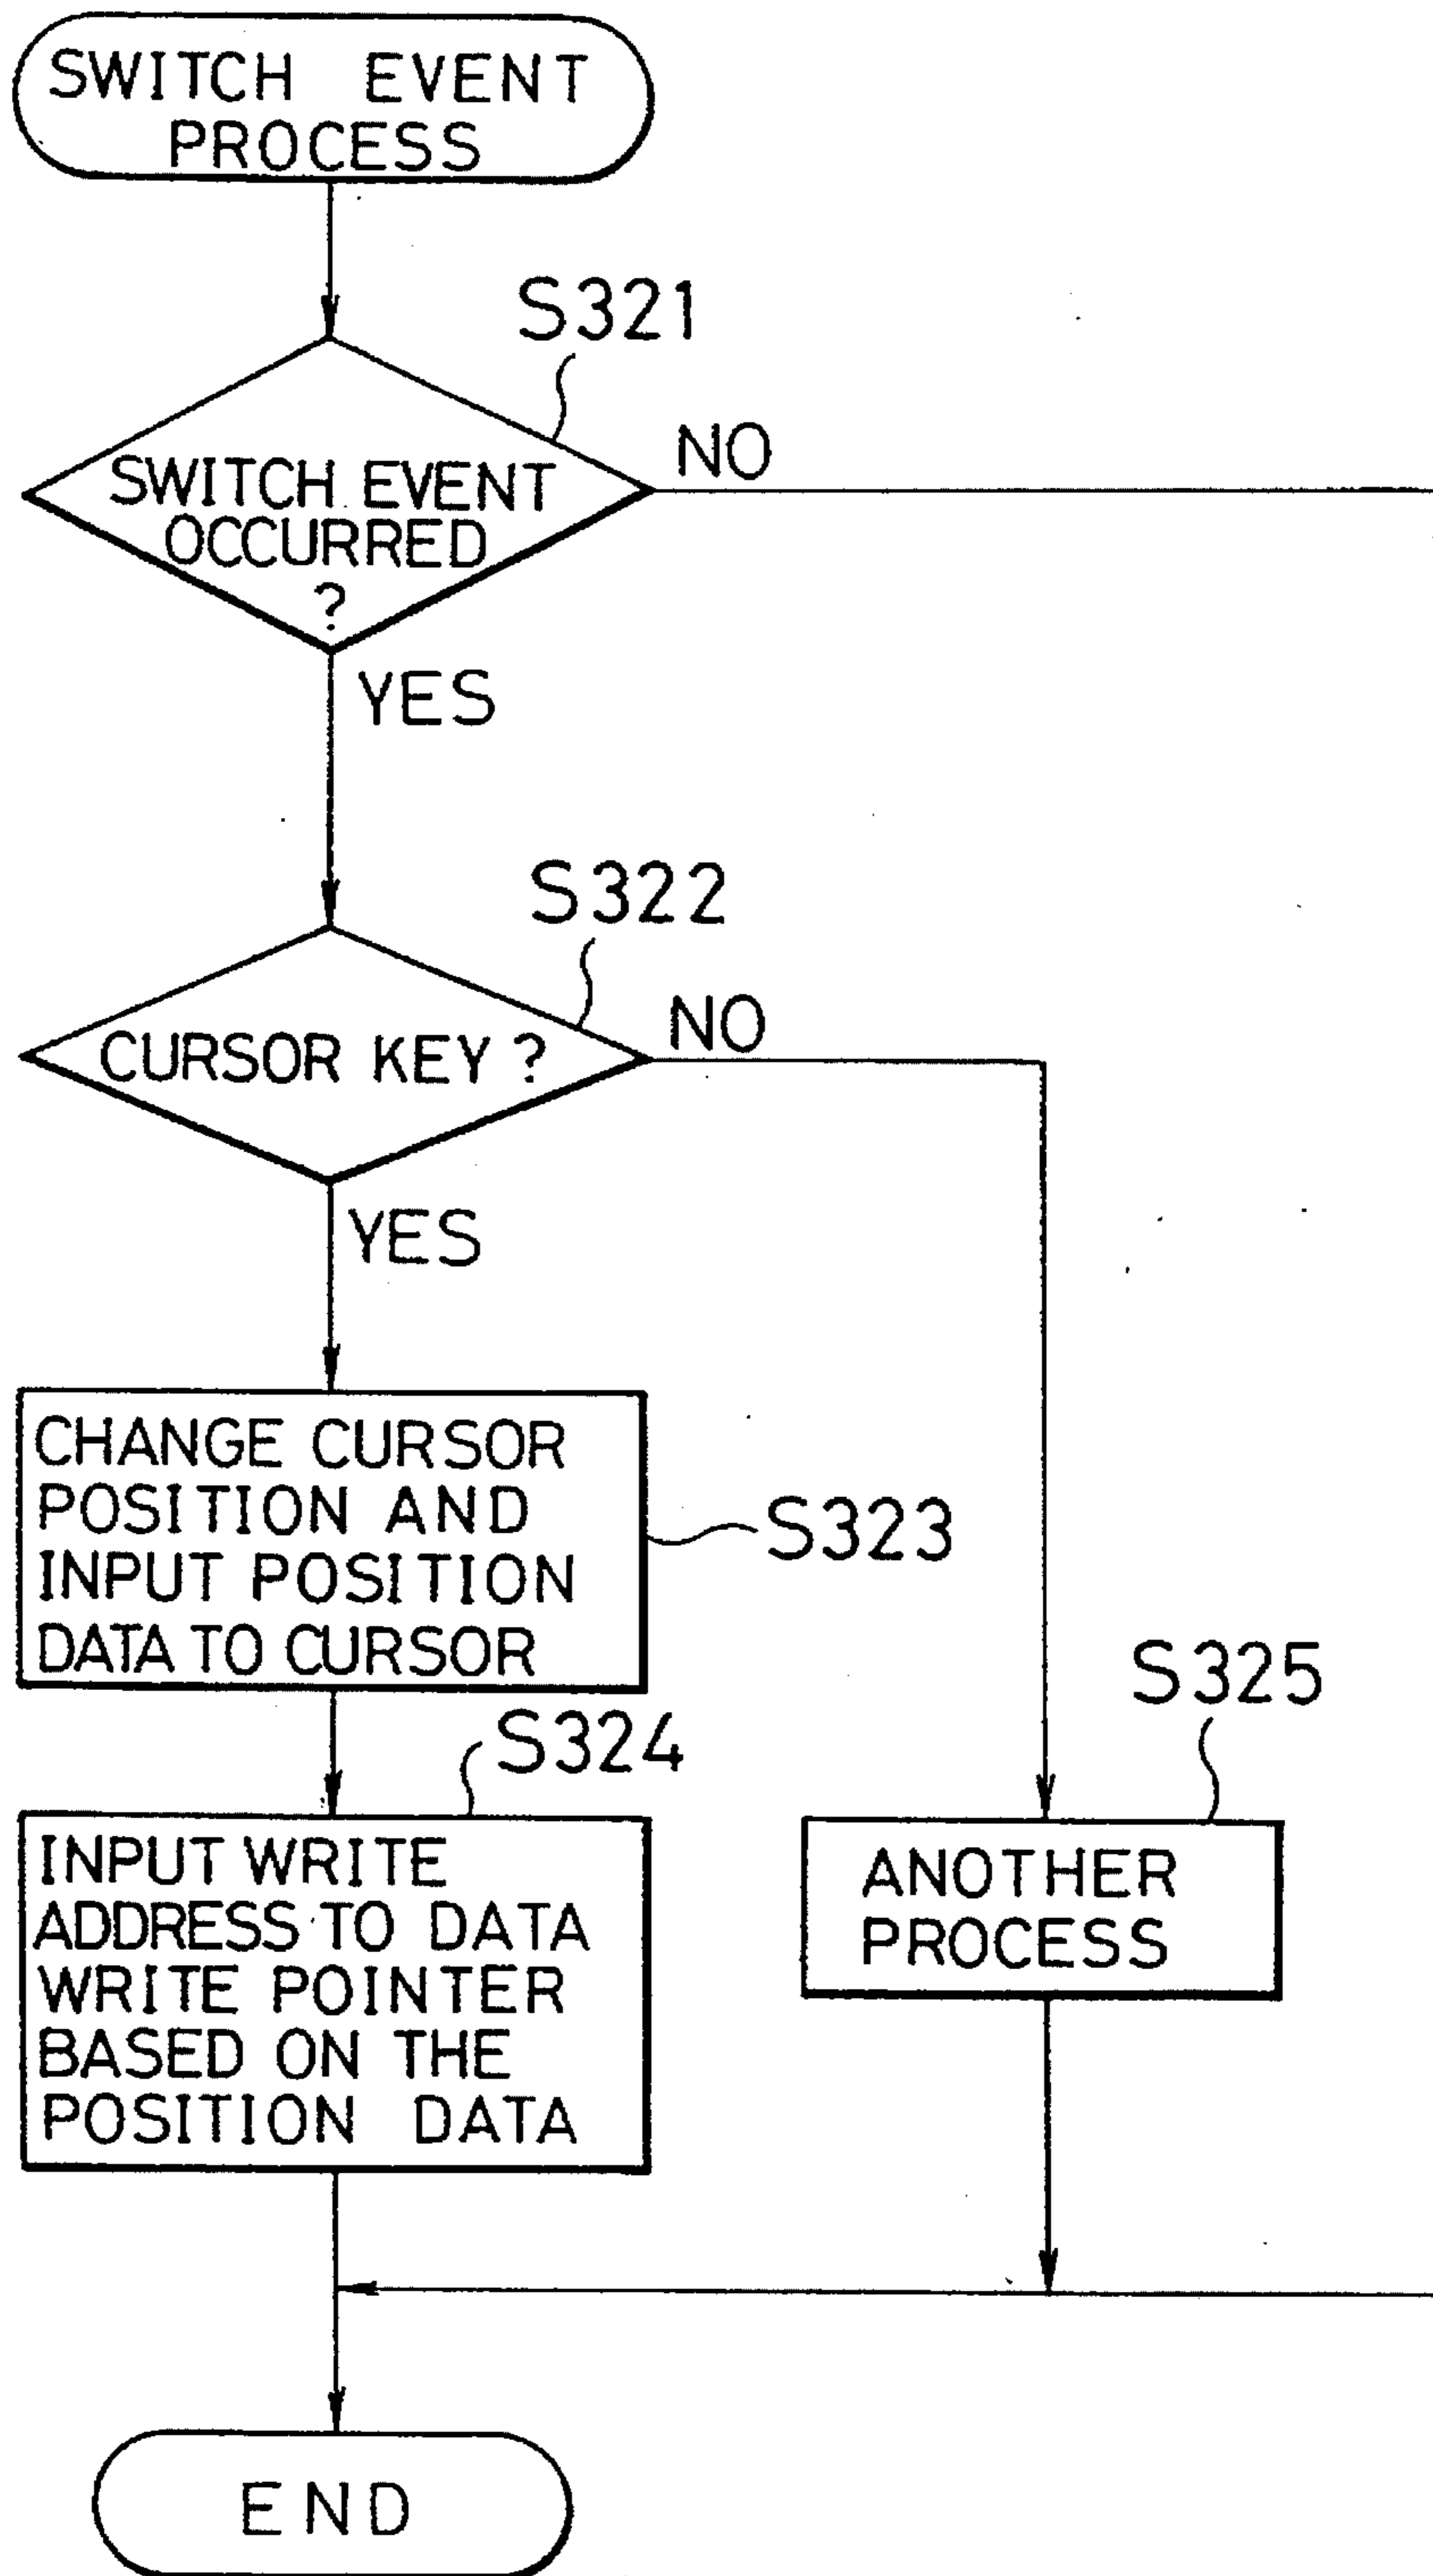 SWITCH EVENT
PROCESS
S321
NO
SWITCH EVENT
OCCURRED
?
YES
S322
NO
CURSOR KEY ?
YES
CHANGE CURSOR
POSITION AND
INPUT POSITION
DATA TO CURSOR
S323
S324
INPUT WRITE
ADDRESS TO DATA
WRITE POINTER
BASED ON THE
POSITION DATA
S325
ANOTHER
PROCESS
END